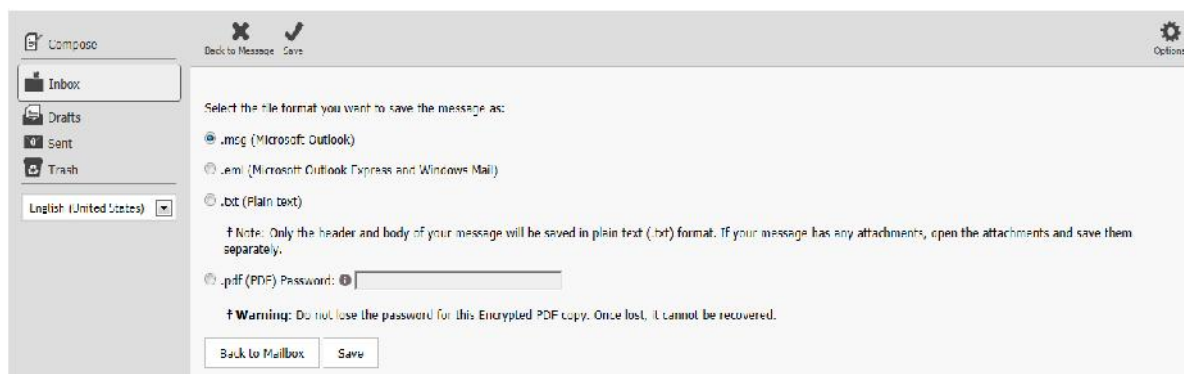 Compose
Inbox
Drafts
Sent
Trash
English (United States)
Back to Message Save
Options
Select the file format you want to save the message as:
.msg (Microsoft Outlook)
.eml (Microsoft Outlook Express and Windows Mail)
.txt (Plain text)
† Note: Only the header and body of your message will be saved in plain text (.txt) format. If your message has any attachments, open the attachments and save them
separately.
.pdf (PDF) Password:
† Warning: Do not lose the password for this Encrypted PDF copy. Once lost, it cannot be recovered.
Back to Mailbox Save